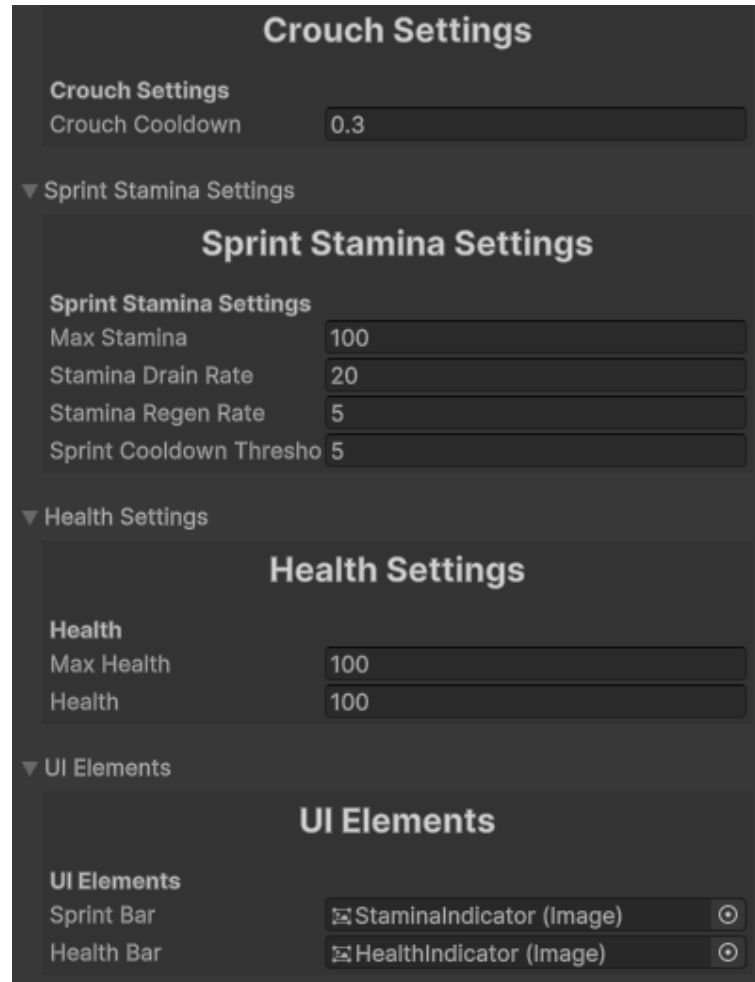 Crouch Settings
Crouch Settings
Crouch Cooldown 0.3
Sprint Stamina Settings
Sprint Stamina Settings
Sprint Stamina Settings
Max Stamina 100
Stamina Drain Rate 20
Stamina Regen Rate 5
Sprint Cooldown Thresho 5
Health Settings
Health Settings
Health
Max Health 100
Health 100
UI Elements
UI Elements
UI Elements
Sprint Bar StaminaIndicator (Image)
Health Bar HealthIndicator (Image)